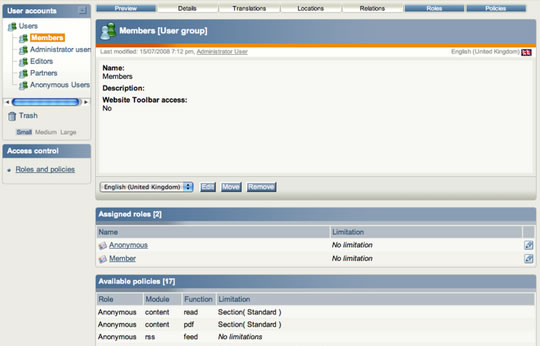 User accounts
Users
Members
Administrator user
Editors
Partners
Anonymous Users
Trash
Small Medium Large
Access control
Roles and policies
Preview Details Translations Locations Relations Roles Policies
Members [User group]
Last modified: 15/07/2008 7:12 pm, Administrator User English (United Kingdom)
Name:
Members
Description:
Website Toolbar access:
No
English (United Kingdom) Edit Move Remove
Assigned roles [2]
Name Limitation
Anonymous No limitation
Member No limitation
Available policies [17]
Role Module Function Limitation
Anonymous content read Section( Standard )
Anonymous content pdf Section( Standard )
Anonymous rss feed No limitations